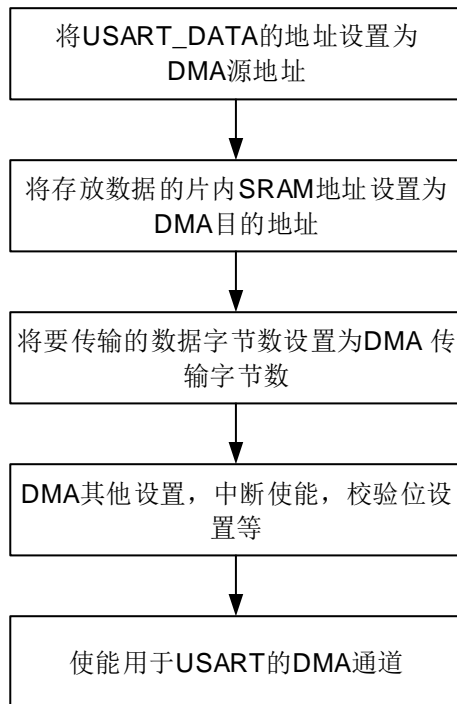 将USART_DATA的地址设置为
DMA源地址
将存放数据的片内SRAM地址设置为
DMA目的地址
将要传输的数据字节数设置为DMA 传
输字节数
DMA其他设置，中断使能，校验位设
置等
使能用于USART的DMA通道